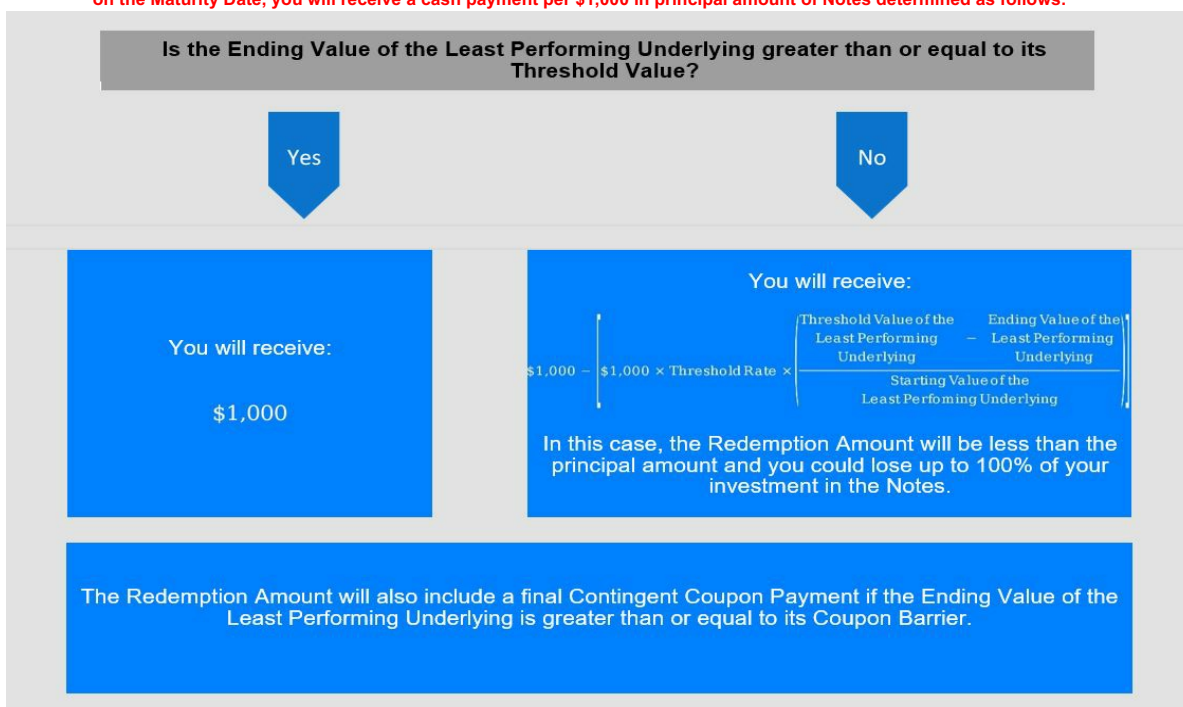 on the Maturity Date, you will receive a cash payment per $1,000 in principal amount of Notes determined as follows:
Is the Ending Value of the Least Performing Underlying greater than or equal to its
Threshold Value?
Yes
No
You will receive:
$1,000
You will receive:
$1,000 − [$1,000 × Threshold Rate × (
Threshold Value of the Least Performing Underlying − Ending Value of the Least Performing Underlying
Starting Value of the
Least Perfoming Underlying
)]
In this case, the Redemption Amount will be less than the
principal amount and you could lose up to 100% of your
investment in the Notes.
The Redemption Amount will also include a final Contingent Coupon Payment if the Ending Value of the
Least Performing Underlying is greater than or equal to its Coupon Barrier.